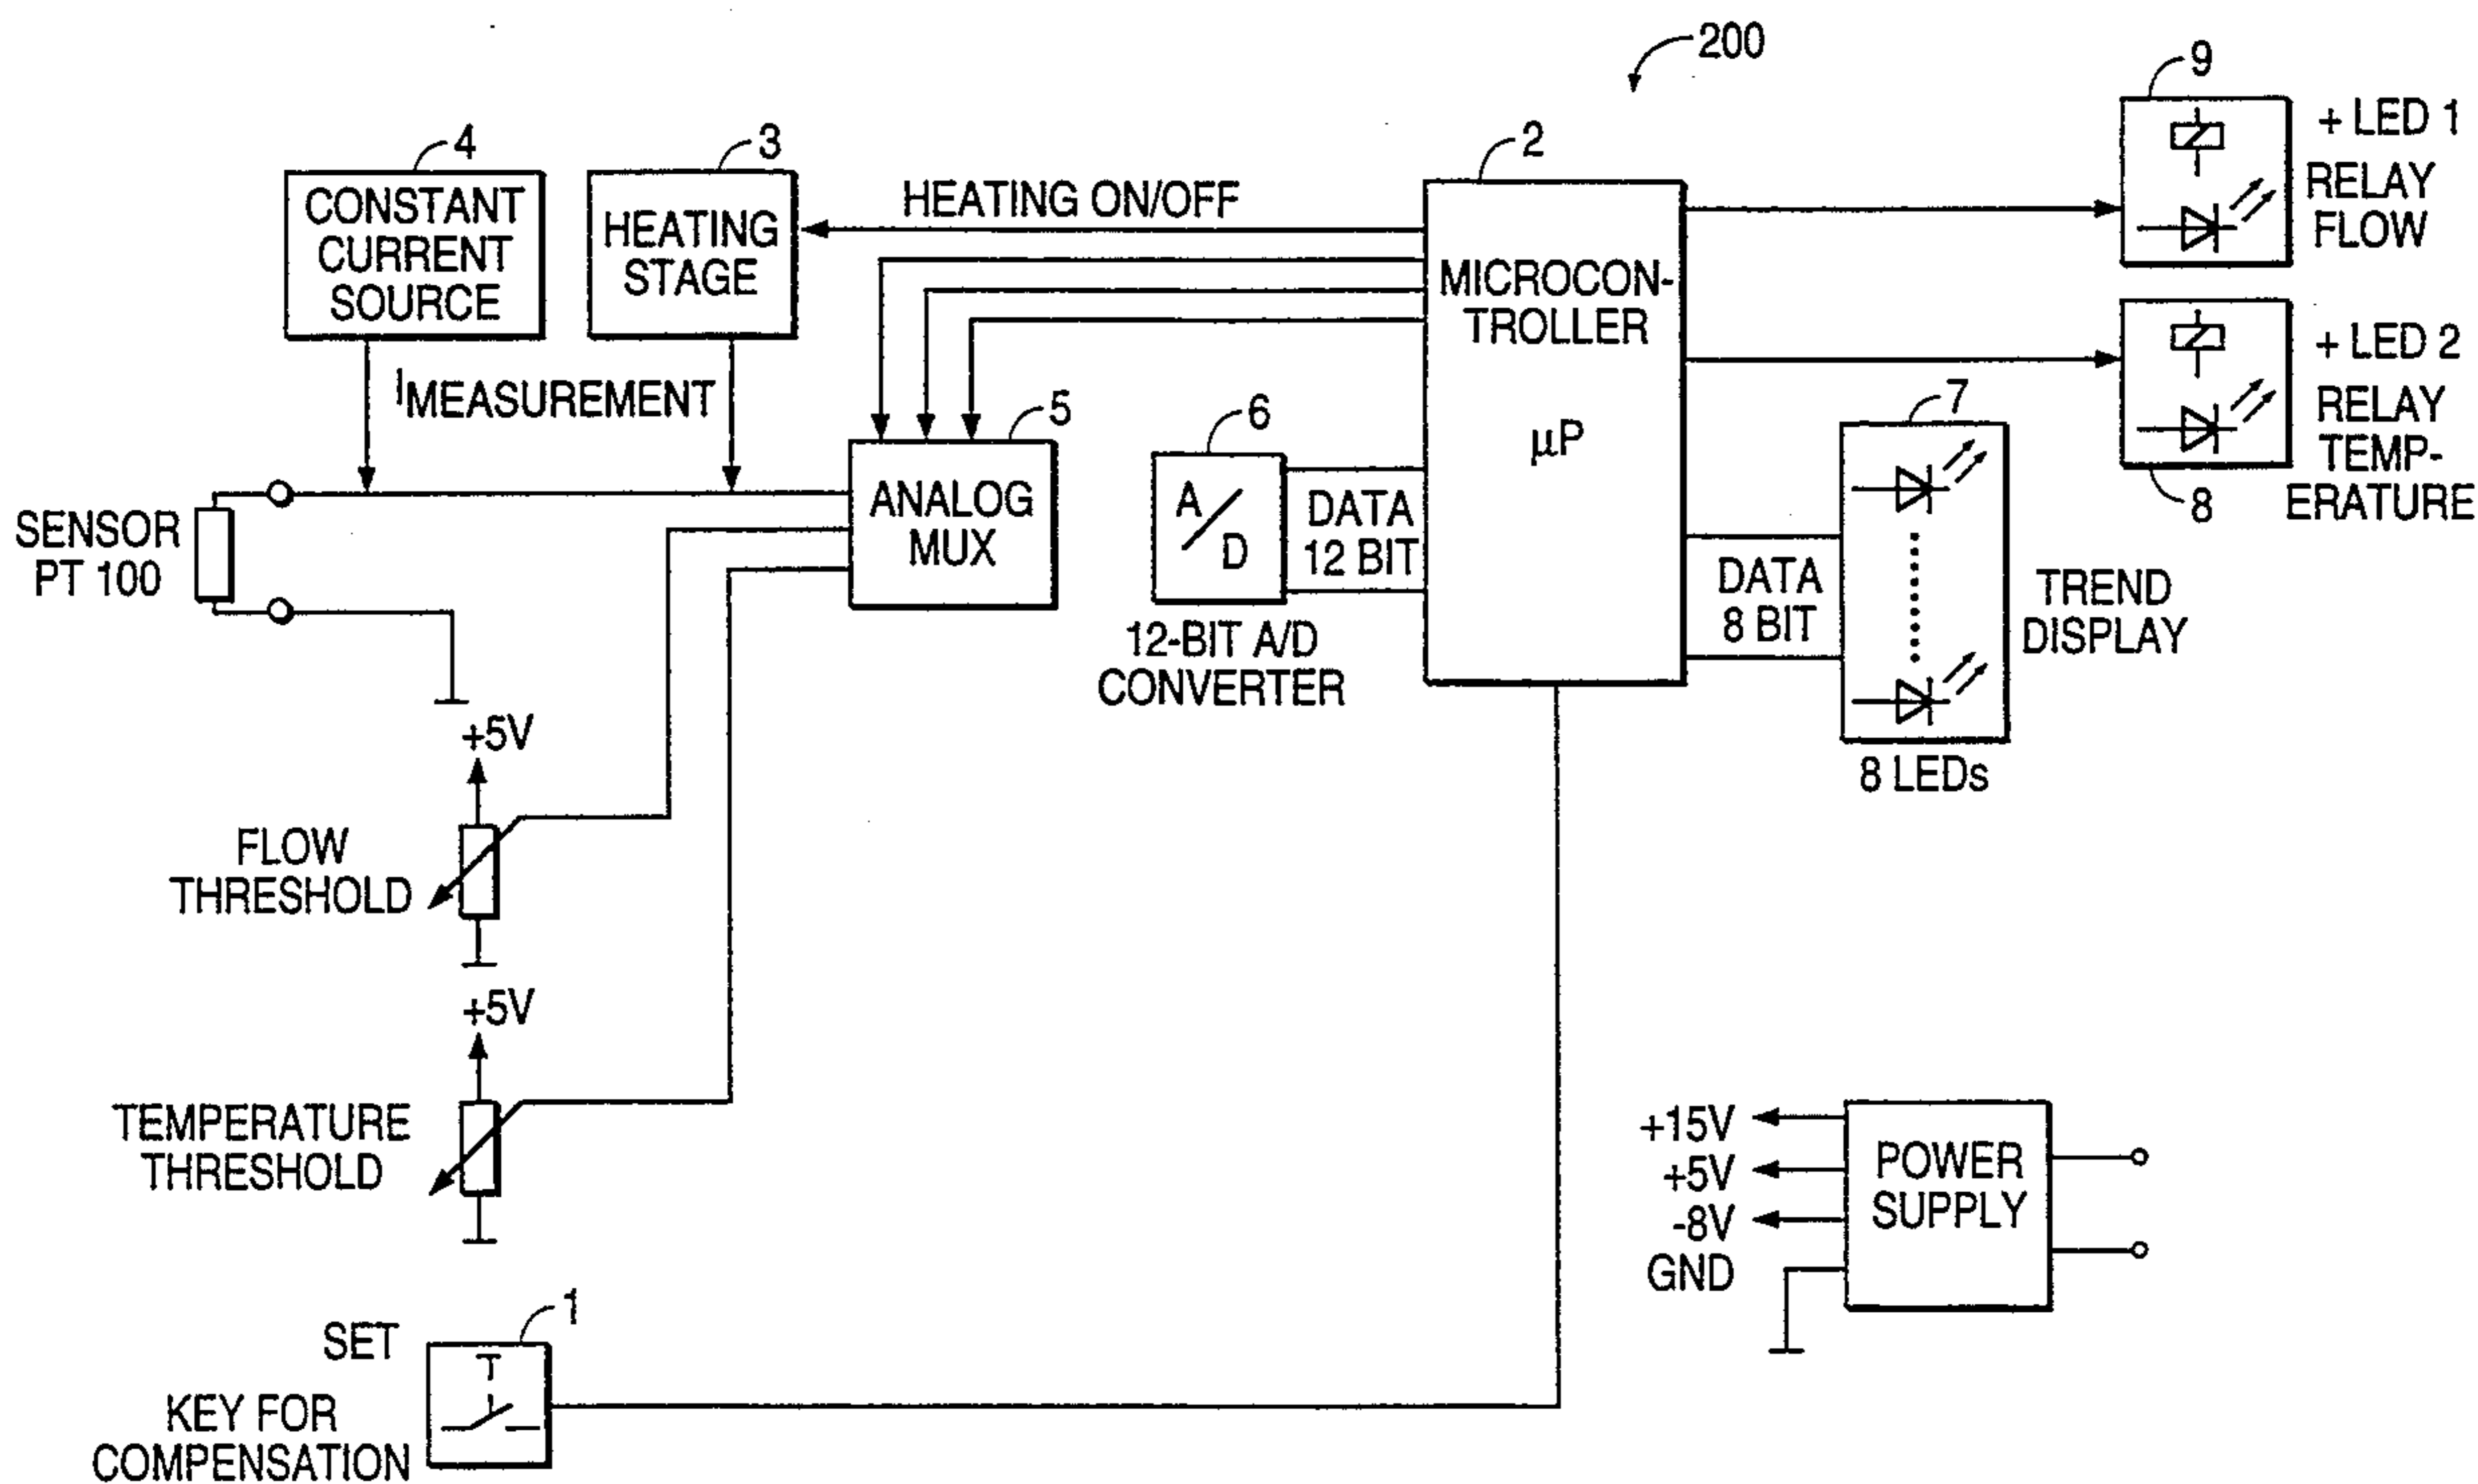 200
9
+ LED 1
RELAY
FLOW
4
CONSTANT
CURRENT
SOURCE
3
HEATING
STAGE
HEATING ON/OFF
2
MICROCON-
TROLLER
µP
+ LED 2
RELAY
TEMP-
ERATURE
8
IMEASUREMENT
5
ANALOG
MUX
6
A/D
DATA
12 BIT
12-BIT A/D
CONVERTER
7
DATA
8 BIT
TREND
DISPLAY
8 LEDs
SENSOR
PT 100
+5V
FLOW
THRESHOLD
+5V
TEMPERATURE
THRESHOLD
+15V
+5V
-8V
GND
POWER
SUPPLY
1
SET
KEY FOR
COMPENSATION